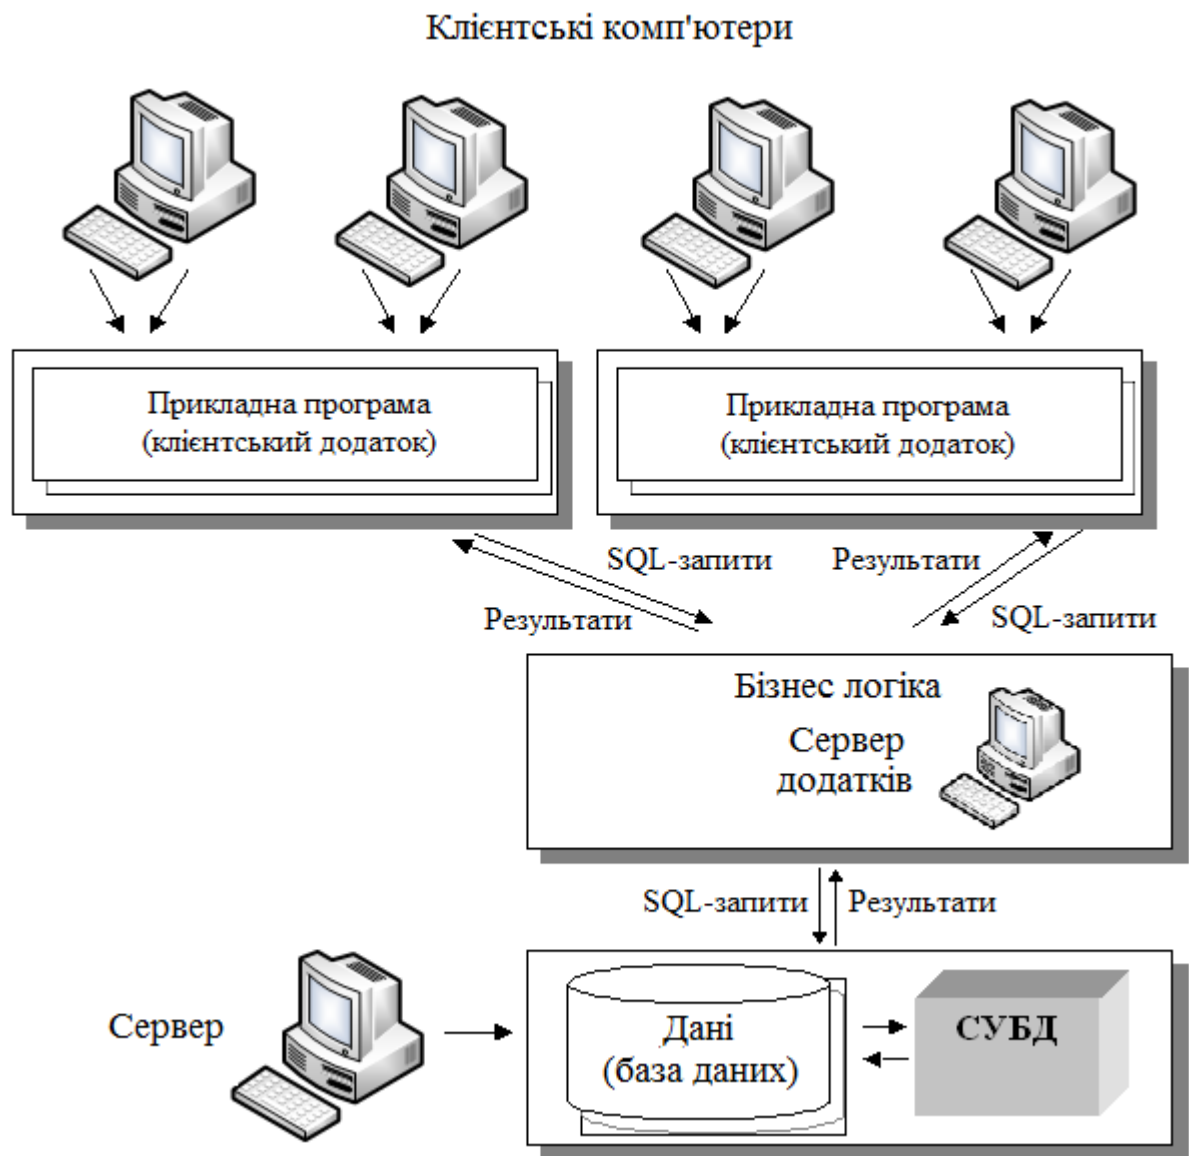 Клієнтські комп'ютери
Прикладна програма
(клієнтський додаток)
Прикладна програма
(клієнтський додаток)
SQL-запити
Результати
Результати
SQL-запити
Бізнес логіка
Сервер
додатків
SQL-запити
Результати
Сервер
Дані
(база даних)
СУБД